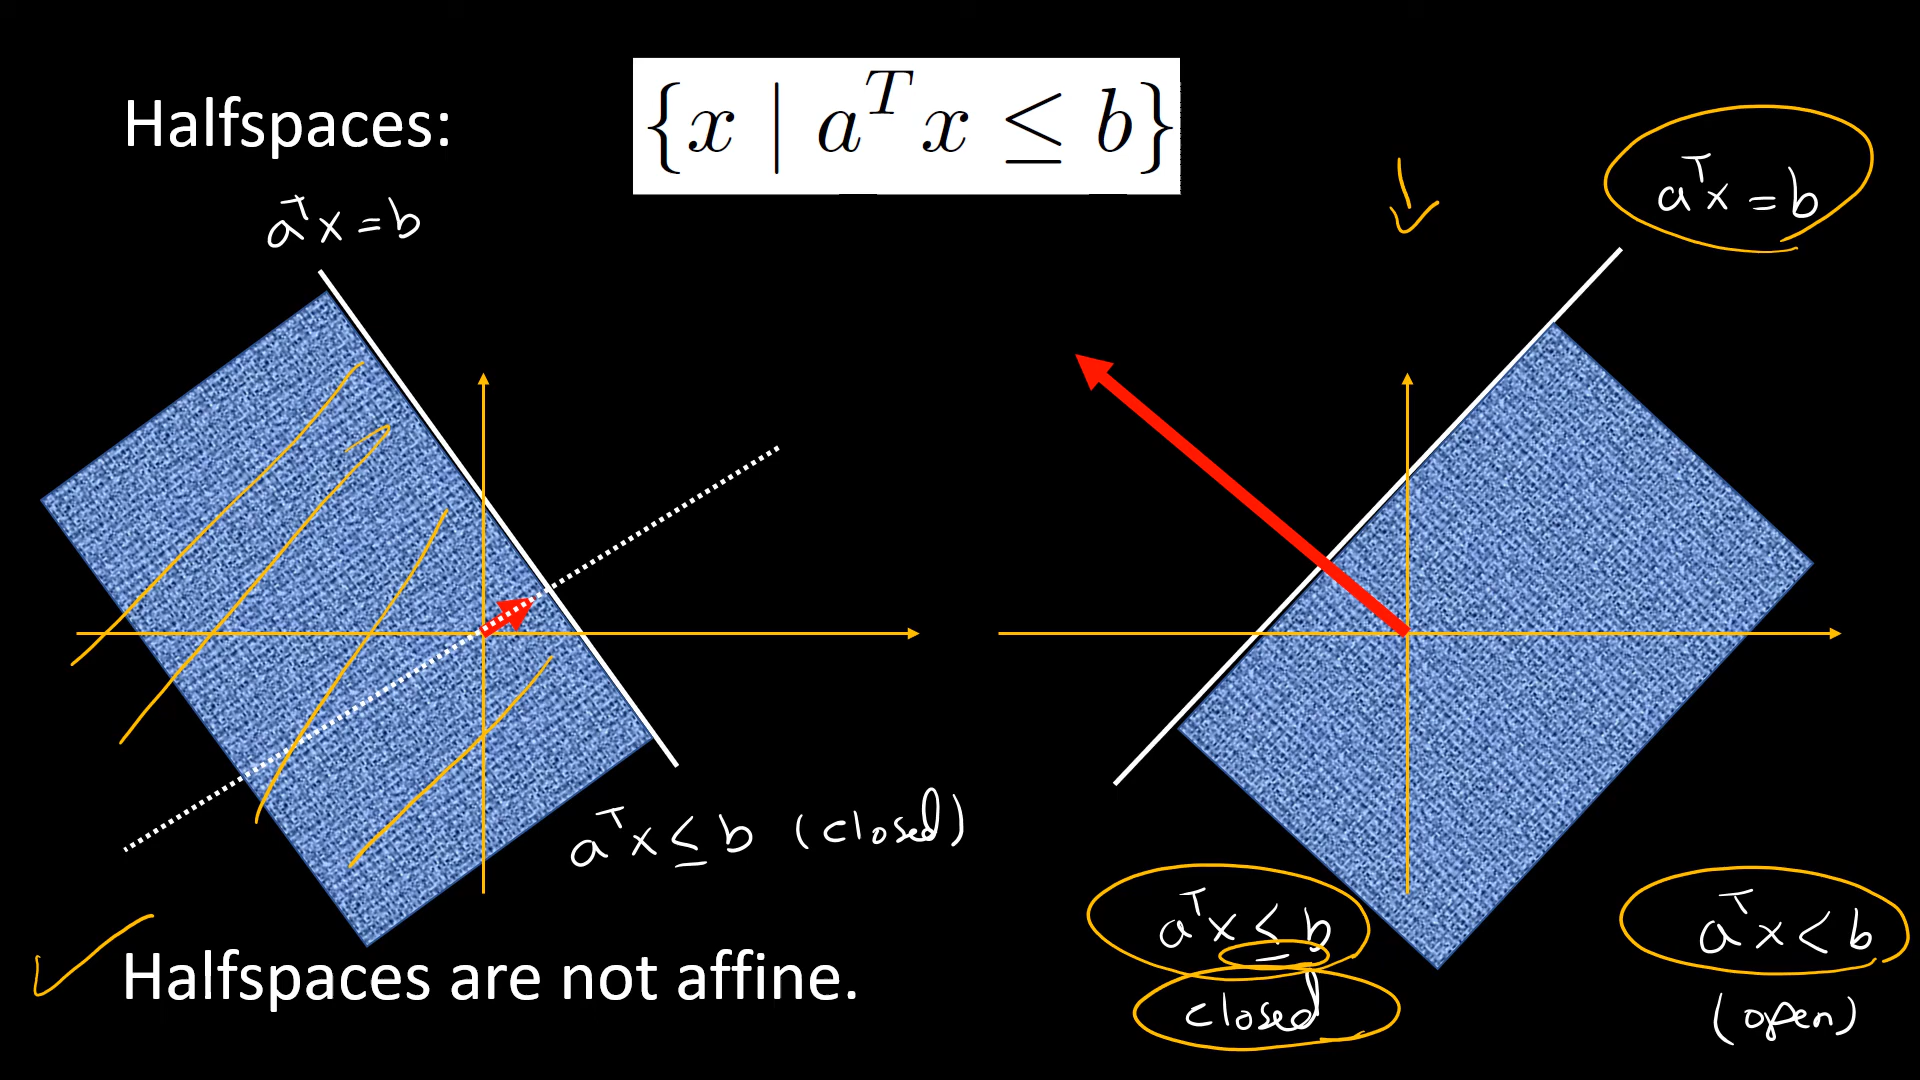 Halfspaces:
{x | a^T x ≤ b}
a^T x = b
a^T x = b
a^T x ≤ b (closed)
a^T x ≤ b
closed
a^T x < b
(open)
Halfspaces are not affine.